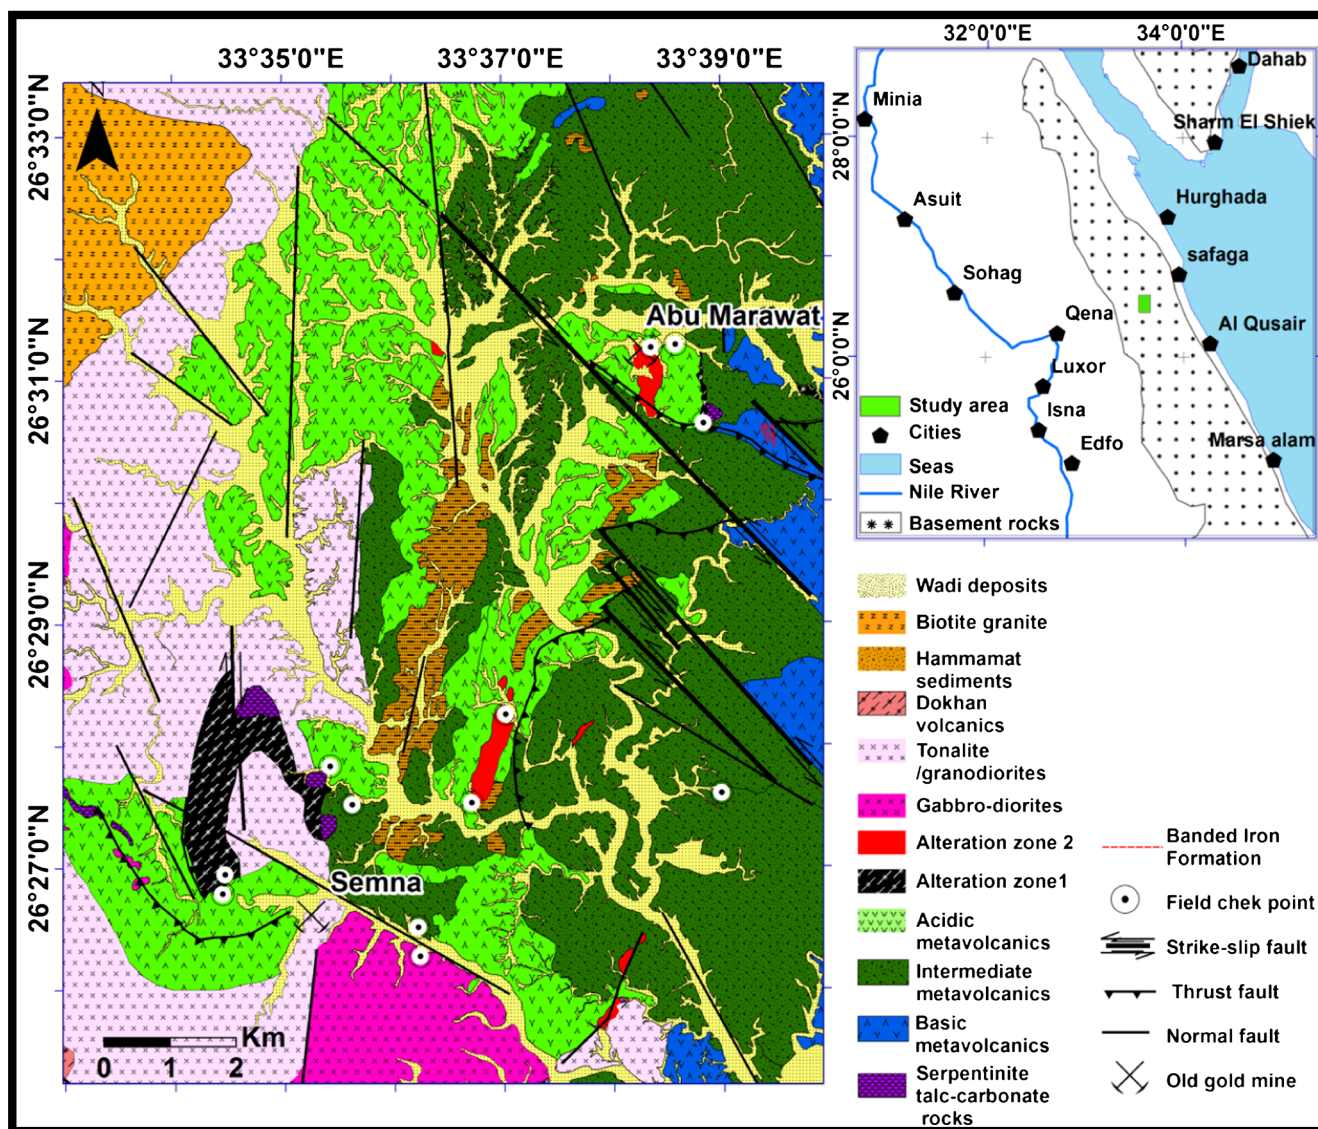 33°35'0"E
33°37'0"E
33°39'0"E
26°33'0"N
26°31'0"N
26°29'0"N
26°27'0"N
N
Abu Marawat
Semna
Km
0 1 2
32°0'0"E
34°0'0"E
28°0'0"N
26°0'0"N
Dahab
Minia
Sharm El Shiek
Asuit
Hurghada
safaga
Sohag
Qena
Al Qusair
Luxor
Isna
Edfo
Marsa alam
Study area
Cities
Seas
Nile River
Basement rocks
Wadi deposits
Biotite granite
Hammamat
sediments
Dokhan
volcanics
Tonalite
/granodiorites
Gabbro-diorites
Alteration zone 2
Alteration zone1
Acidic
metavolcanics
Intermediate
metavolcanics
Basic
metavolcanics
Serpentinite
talc-carbonate
rocks
Banded Iron
Formation
Field chek point
Strike-slip fault
Thrust fault
Normal fault
Old gold mine